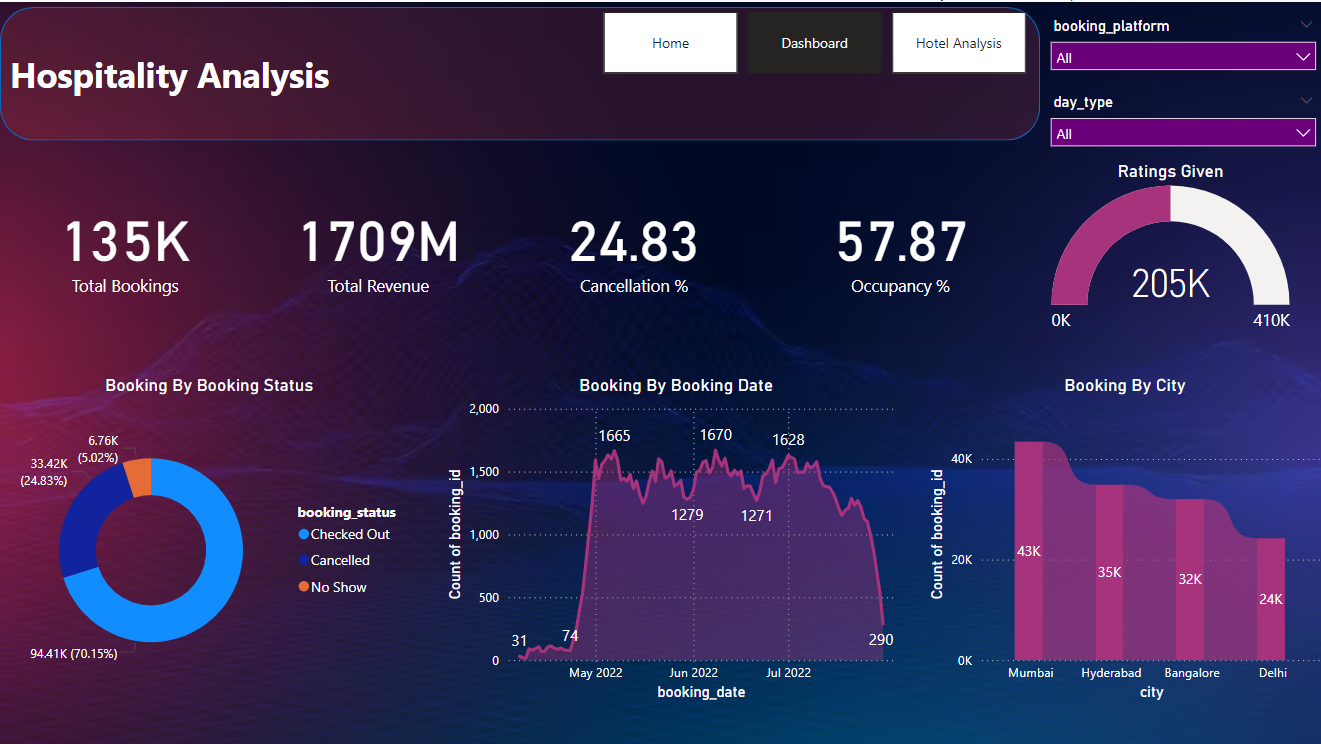 Hospitality Analysis
Home
Dashboard
Hotel Analysis
booking_platform
All
day_type
All
135K
Total Bookings
1709M
Total Revenue
24.83
Cancellation %
57.87
Occupancy %
Ratings Given
205K
0K
410K
Booking By Booking Status
6.76K
(5.02%)
33.42K
(24.83%)
94.41K (70.15%)
booking_status
Checked Out
Cancelled
No Show
Booking By Booking Date
Count of booking_id
2,000
1,500
1,000
500
0
31
74
1665
1279
1670
1271
1628
290
May 2022
Jun 2022
Jul 2022
booking_date
Booking By City
Count of booking_id
40K
20K
0K
43K
35K
32K
24K
Mumbai
Hyderabad
Bangalore
Delhi
city